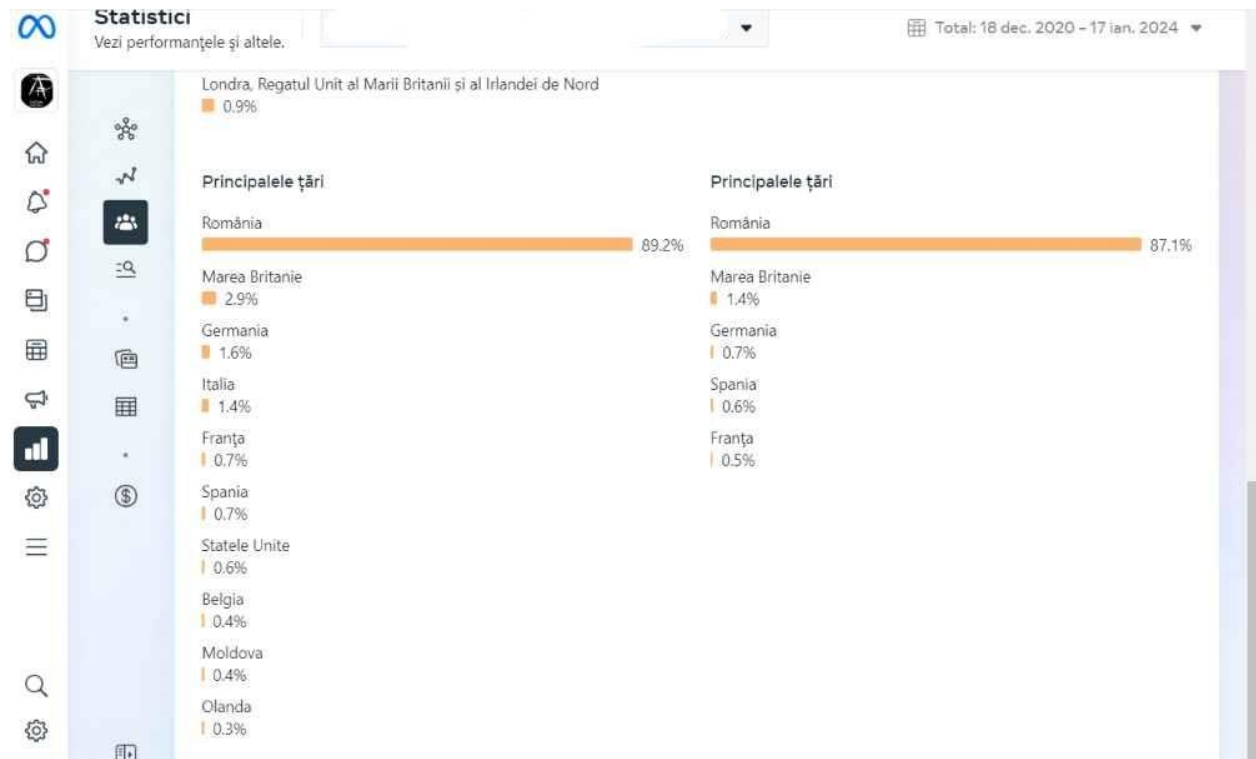 Statistici
Vezi performanțele și altele.
Total: 18 dec. 2020 – 17 ian. 2024
Londra, Regatul Unit al Marii Britanii și al Irlandei de Nord
0.9%
Principalele țări
România
89.2%
Marea Britanie
2.9%
Germania
1.6%
Italia
1.4%
Franța
0.7%
Spania
0.7%
Statele Unite
0.6%
Belgia
0.4%
Moldova
0.4%
Olanda
0.3%
Principalele țări
România
87.1%
Marea Britanie
1.4%
Germania
0.7%
Spania
0.6%
Franța
0.5%